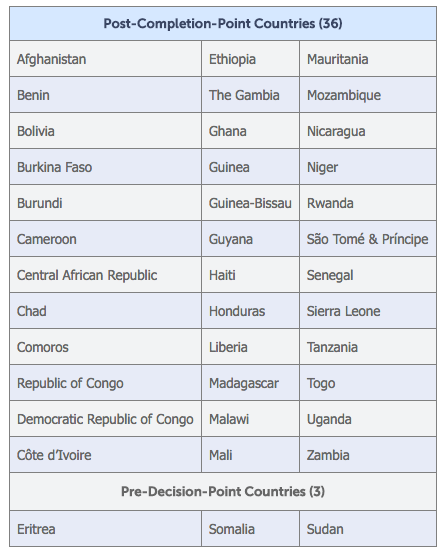 Post-Completion-Point Countries (36)
Afghanistan Ethiopia Mauritania
Benin The Gambia Mozambique
Bolivia Ghana Nicaragua
Burkina Faso Guinea Niger
Burundi Guinea-Bissau Rwanda
Cameroon Guyana São Tomé & Príncipe
Central African Republic Haiti Senegal
Chad Honduras Sierra Leone
Comoros Liberia Tanzania
Republic of Congo Madagascar Togo
Democratic Republic of Congo Malawi Uganda
Côte d’Ivoire Mali Zambia
Pre-Decision-Point Countries (3)
Eritrea Somalia Sudan